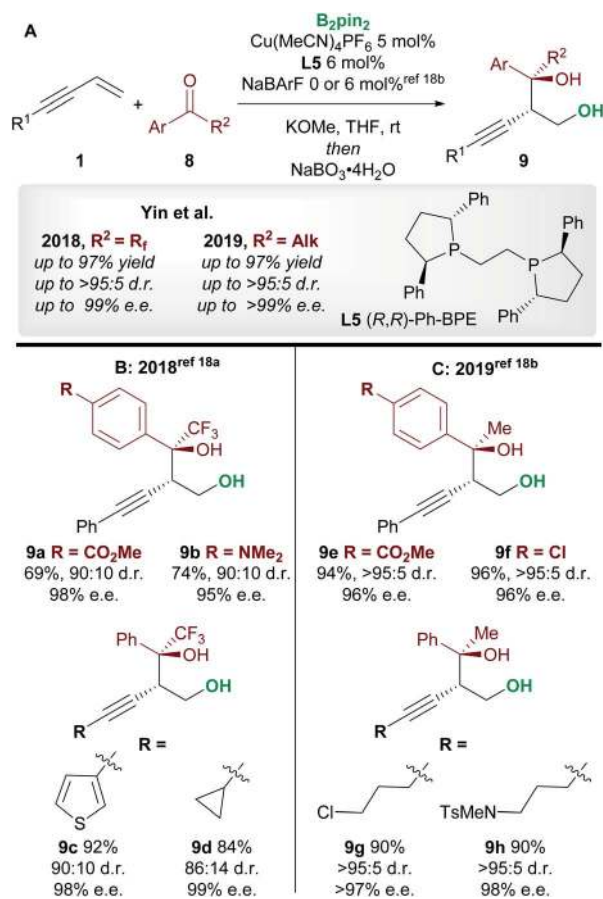 A
B₂pin₂
Cu(MeCN)₄PF₆ 5 mol%
L5 6 mol%
NaBArF 0 or 6 mol%ʳᵉᶠ ¹⁸ᵇ
KOMe, THF, rt
then
NaBO₃•4H₂O
R¹
1
+
O
Ar R²
8
Ar R²
OH
OH
R¹
9
Yin et al.
2018, R² = R_f 2019, R² = Alk
up to 97% yield up to 97% yield
up to >95:5 d.r. up to >95:5 d.r.
up to 99% e.e. up to >99% e.e.
Ph
Ph
P
P
Ph
Ph
L5 (R,R)-Ph-BPE
B: 2018ʳᵉᶠ ¹⁸ᵃ
R
CF₃
OH
OH
Ph
9a R = CO₂Me 9b R = NMe₂
69%, 90:10 d.r. 74%, 90:10 d.r.
98% e.e. 95% e.e.
Ph CF₃
OH
OH
R
R =
S
9c 92% 9d 84%
90:10 d.r. 86:14 d.r.
98% e.e. 99% e.e.
C: 2019ʳᵉᶠ ¹⁸ᵇ
R
Me
OH
OH
Ph
9e R = CO₂Me 9f R = Cl
94%, >95:5 d.r. 96%, >95:5 d.r.
96% e.e. 96% e.e.
Ph Me
OH
OH
R
R =
Cl TsMeN
9g 90% 9h 90%
>95:5 d.r. >95:5 d.r.
>97% e.e. 98% e.e.